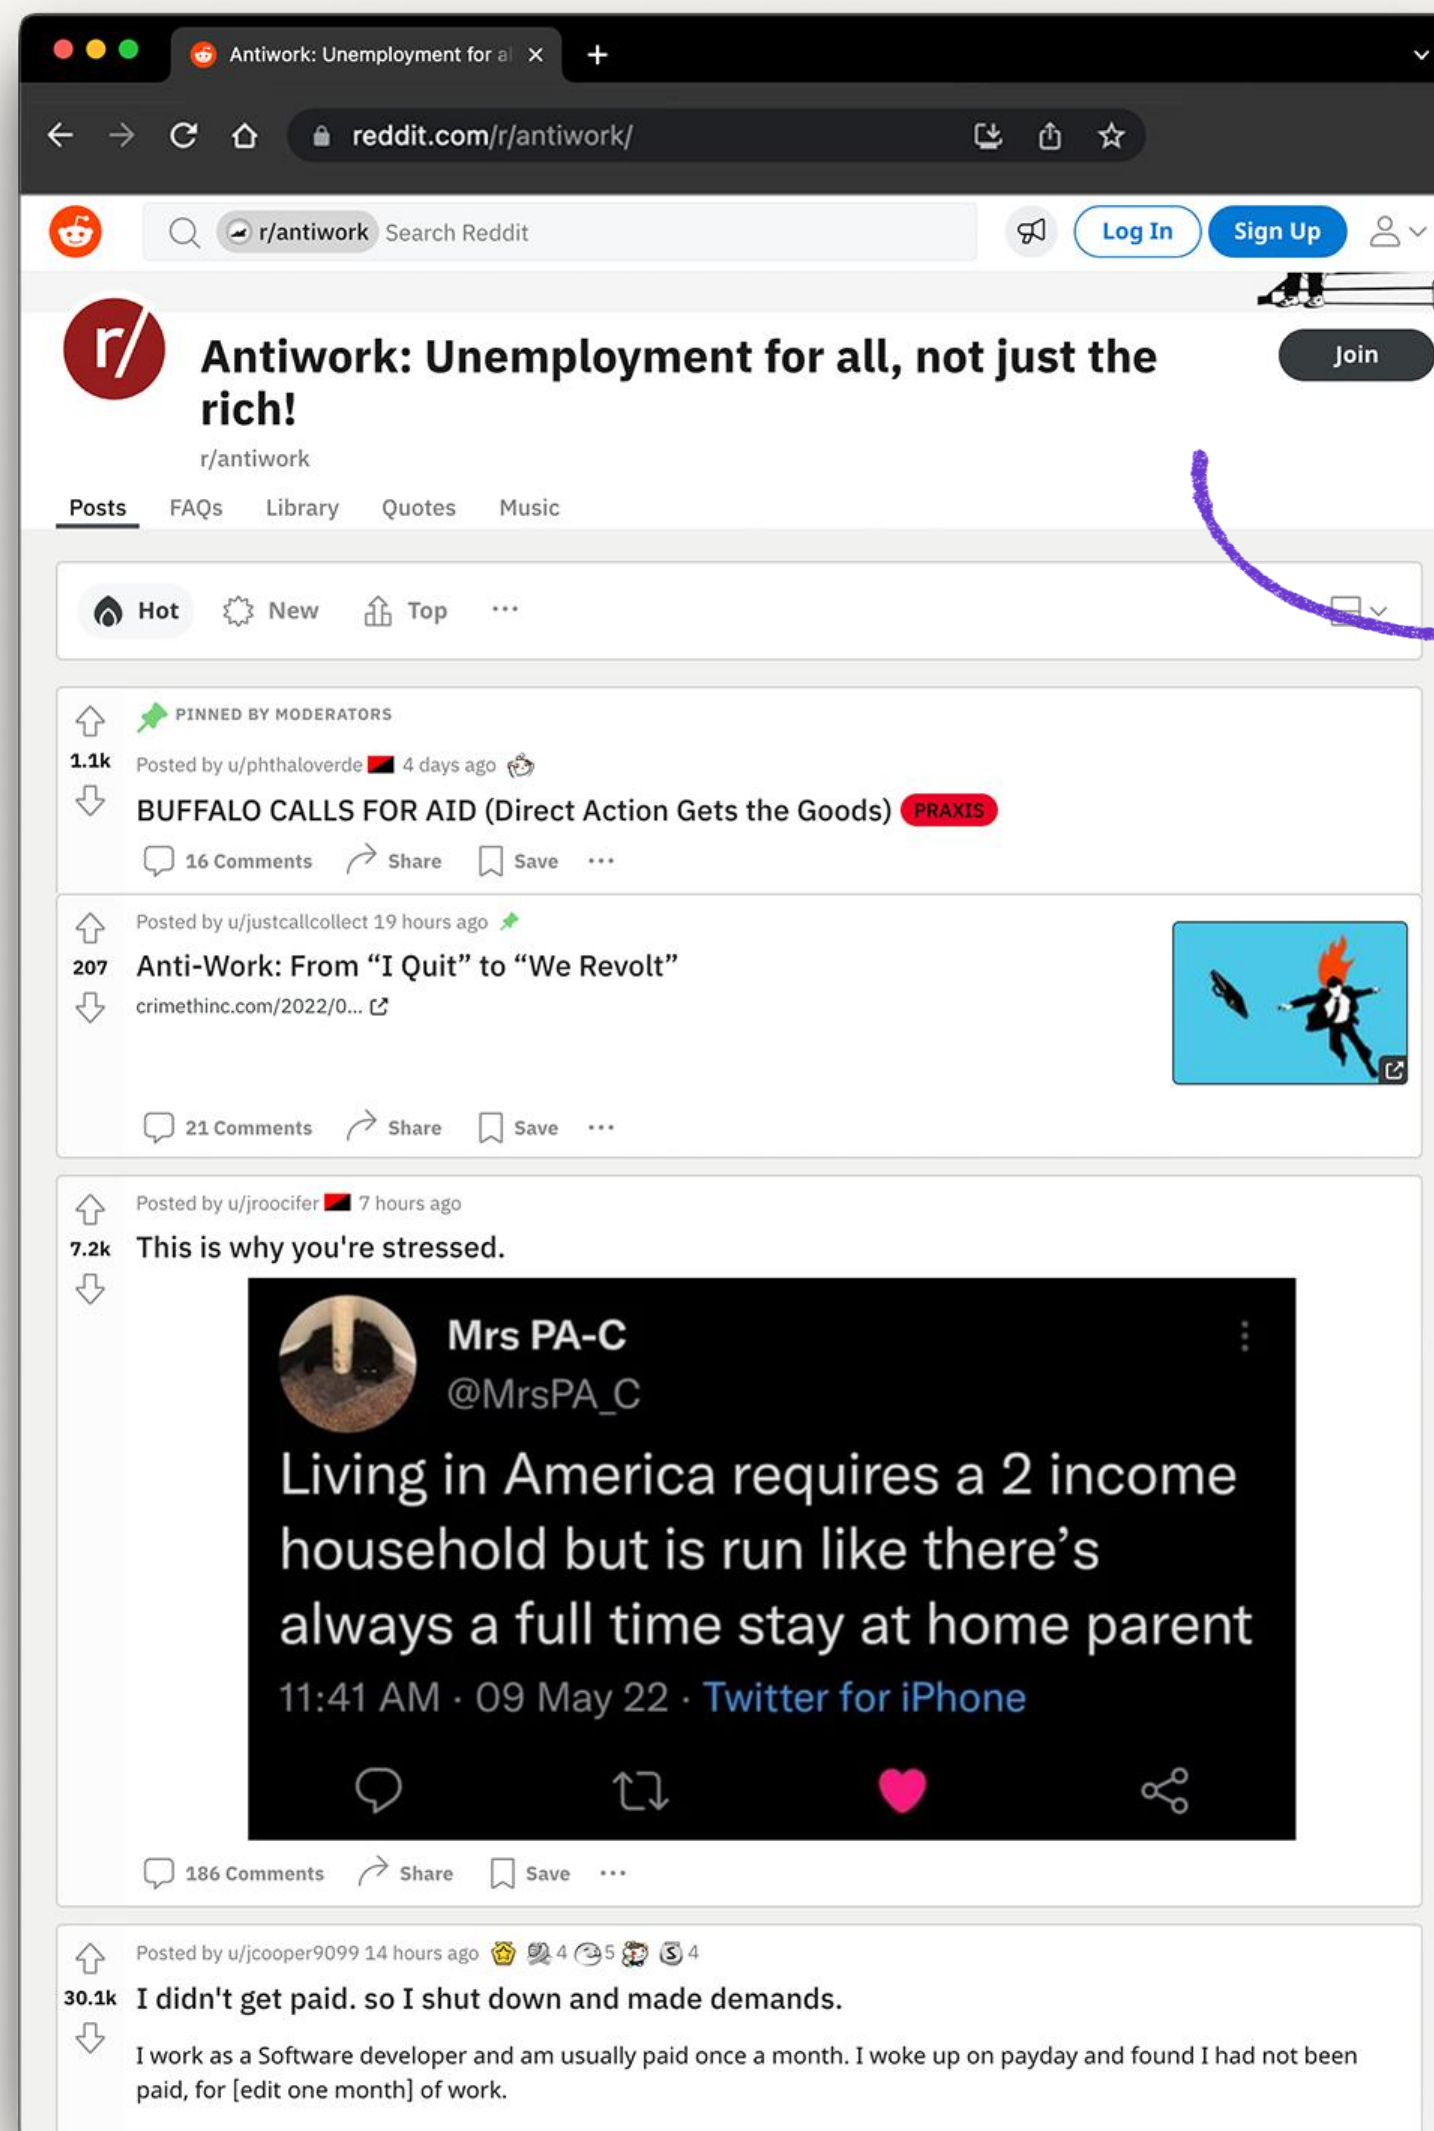 Antiwork: Unemployment for al
reddit.com/r/antiwork/
r/antiwork Search Reddit
Log In
Sign Up
r/
Antiwork: Unemployment for all, not just the
rich!
Join
r/antiwork
Posts FAQs Library Quotes Music
Hot New Top ...
PINNED BY MODERATORS
1.1k
Posted by u/phthaloverde 4 days ago
BUFFALO CALLS FOR AID (Direct Action Gets the Goods) PRAXIS
16 Comments Share Save ...
Posted by u/justcallcollect 19 hours ago
207
Anti-Work: From “I Quit” to “We Revolt”
crimethinc.com/2022/0...
21 Comments Share Save ...
Posted by u/jroocifer 7 hours ago
7.2k
This is why you're stressed.
Mrs PA-C
@MrsPA_C
Living in America requires a 2 income
household but is run like there’s
always a full time stay at home parent
11:41 AM · 09 May 22 · Twitter for iPhone
186 Comments Share Save ...
Posted by u/jcooper9099 14 hours ago 4 5 S 4
30.1k
I didn't get paid. so I shut down and made demands.
I work as a Software developer and am usually paid once a month. I woke up on payday and found I had not been
paid, for [edit one month] of work.